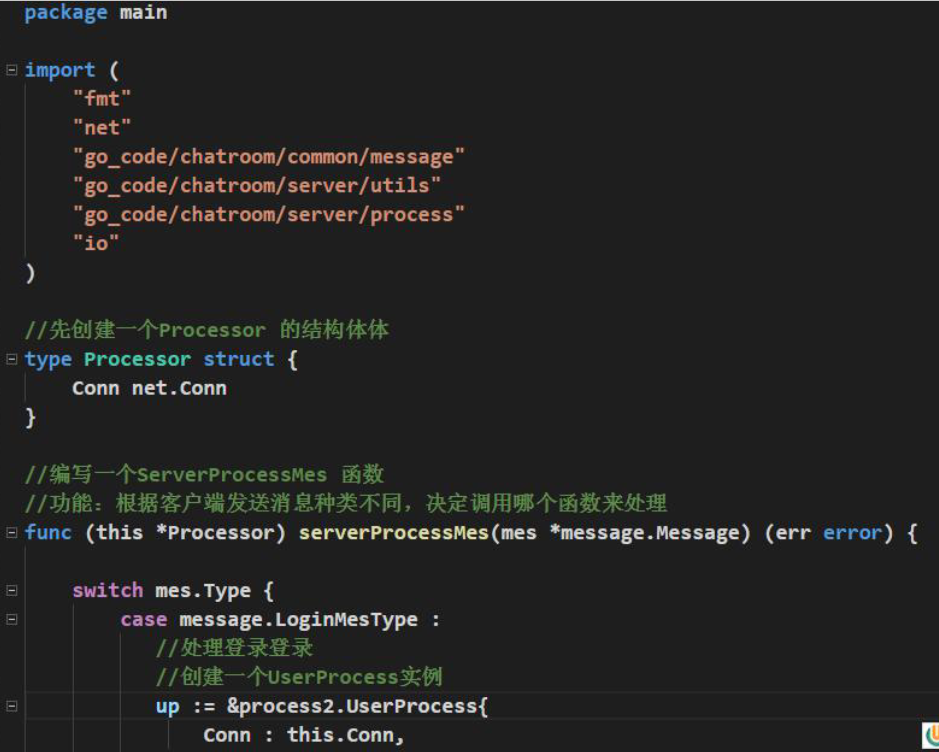 package main
import (
"fmt"
"net"
"go_code/chatroom/common/message"
"go_code/chatroom/server/utils"
"go_code/chatroom/server/process"
"io"
)
//先创建一个Processor 的结构体体
type Processor struct {
Conn net.Conn
}
//编写一个ServerProcessMes 函数
//功能：根据客户端发送消息种类不同，决定调用哪个函数来处理
func (this *Processor) serverProcessMes(mes *message.Message) (err error) {
switch mes.Type {
case message.LoginMesType :
//处理登录登录
//创建一个UserProcess实例
up := &process2.UserProcess{
Conn : this.Conn,